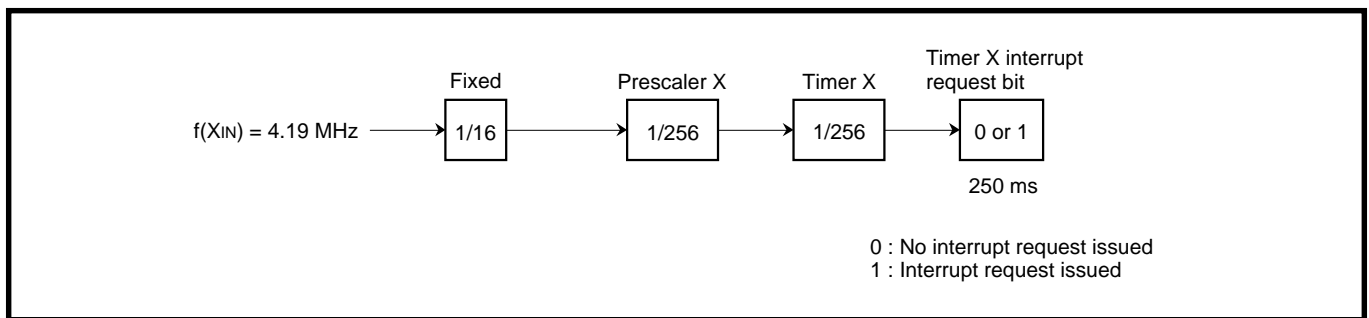 Timer X interrupt
request bit
Fixed
Prescaler X
Timer X
f(XIN) = 4.19 MHz
1/16
1/256
1/256
0 or 1
250 ms
0 : No interrupt request issued
1 : Interrupt request issued